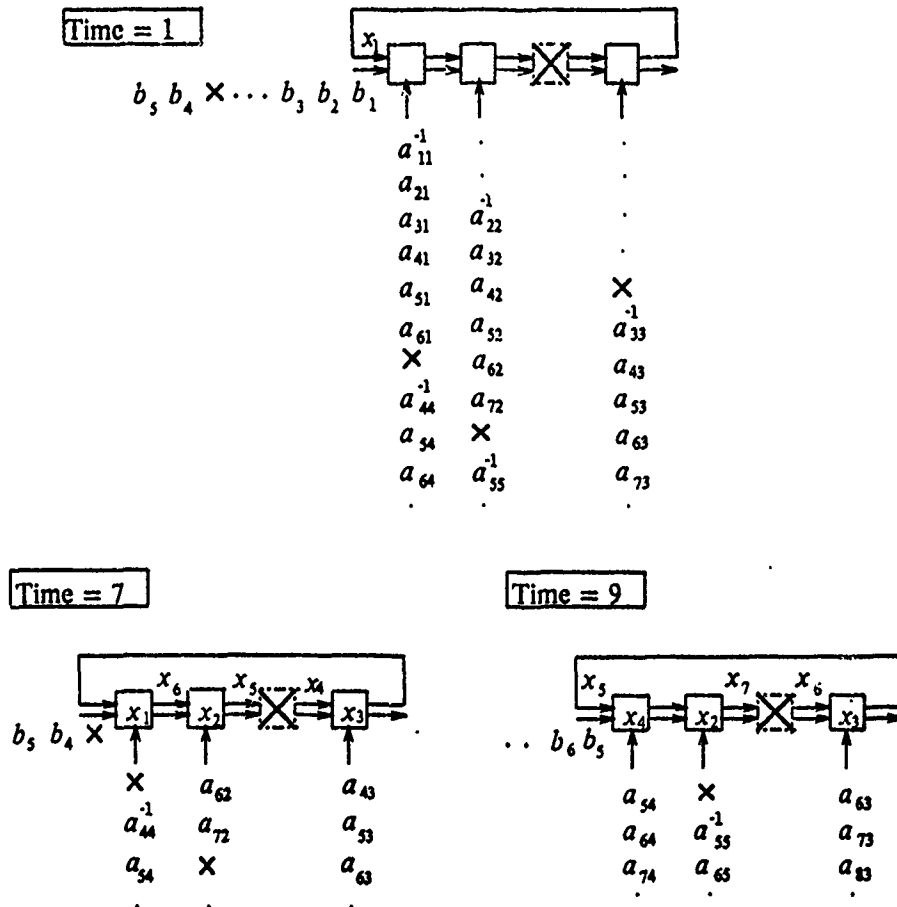 Time = 1
x₁
b₅ b₄ × ··· b₃ b₂ b₁
a₁₁⁻¹ · ·
a₂₁ · ·
a₃₁ a₂₂⁻¹ ·
a₄₁ a₃₂ ·
a₅₁ a₄₂ ×
a₆₁ a₅₂ a₃₃⁻¹
× a₆₂ a₄₃
a₄₄⁻¹ a₇₂ a₅₃
a₅₄ × a₆₃
a₆₄ a₅₅⁻¹ a₇₃
· · ·
Time = 7
x₆ x₅ x₄
x₁ x₂ x₃
b₅ b₄ ×
× a₆₂ a₄₃
a₄₄⁻¹ a₇₂ a₅₃
a₅₄ × a₆₃
· · ·
Time = 9
x₅ x₇ x₆
x₄ x₂ x₃
·· b₆ b₅
a₅₄ × a₆₃
a₆₄ a₅₅⁻¹ a₇₃
a₇₄ a₆₅ a₈₃
· · ·